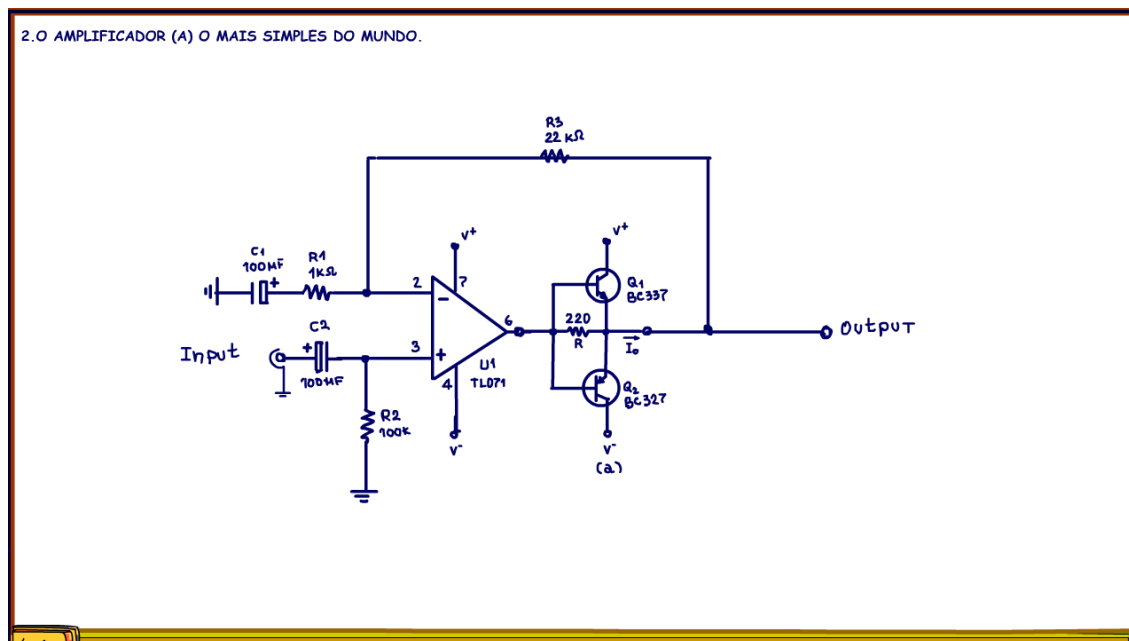 2.O AMPLIFICADOR (A) O MAIS SIMPLES DO MUNDO.
R3
22 kΩ
V+
V+
C1
100MF
+
R1
1KΩ
2
7
−
Q1
BC337
C2
+
100MF
Input
3
+
6
220
R
I₀
OUTPUT
4
U1
TL071
Q2
BC327
R2
100K
V-
V-
(a)